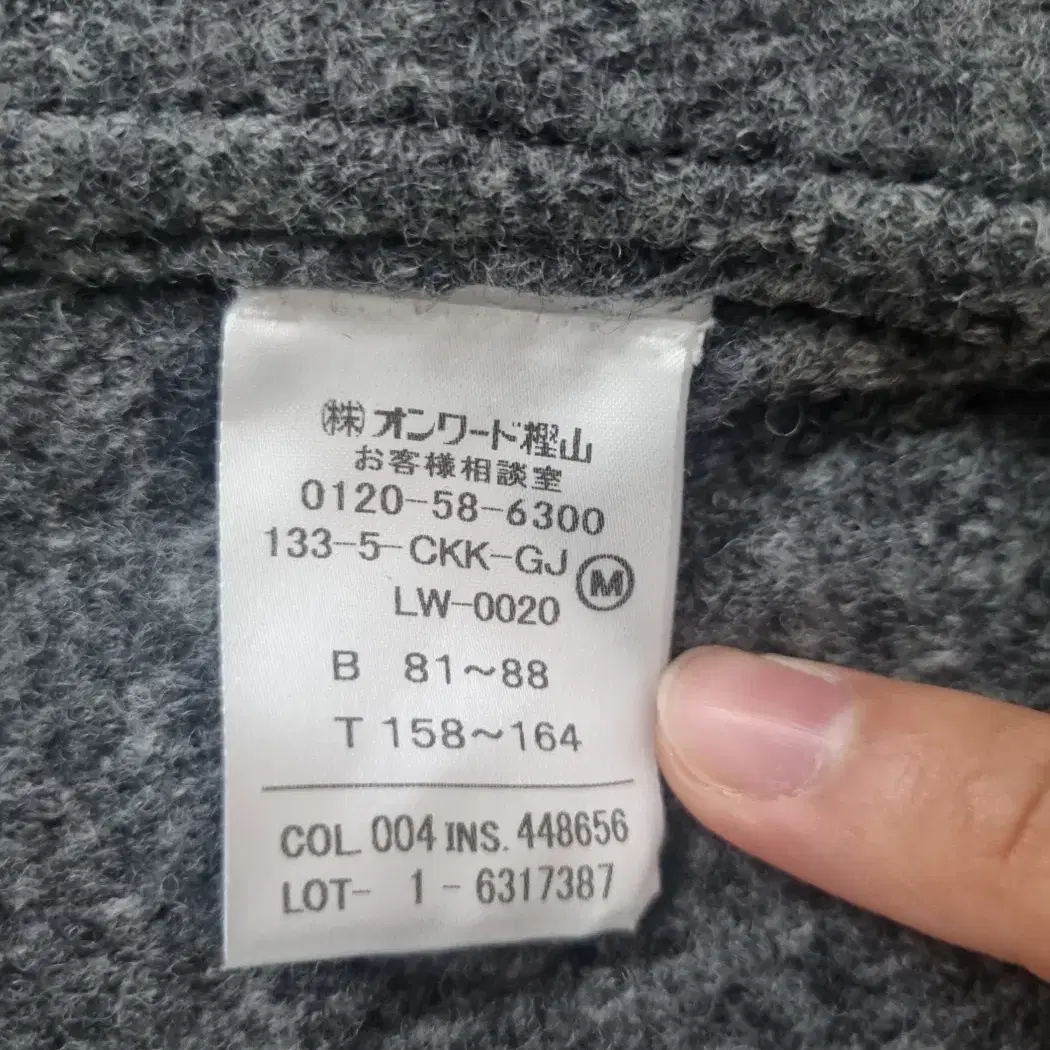 ㈱オンワード樫山
お客様相談室
0120-58-6300
133-5-CKK-GJ Ⓜ
LW-0020
B 81～88
T 158～164
COL 004 INS. 448656
LOT- 1 - 6317387